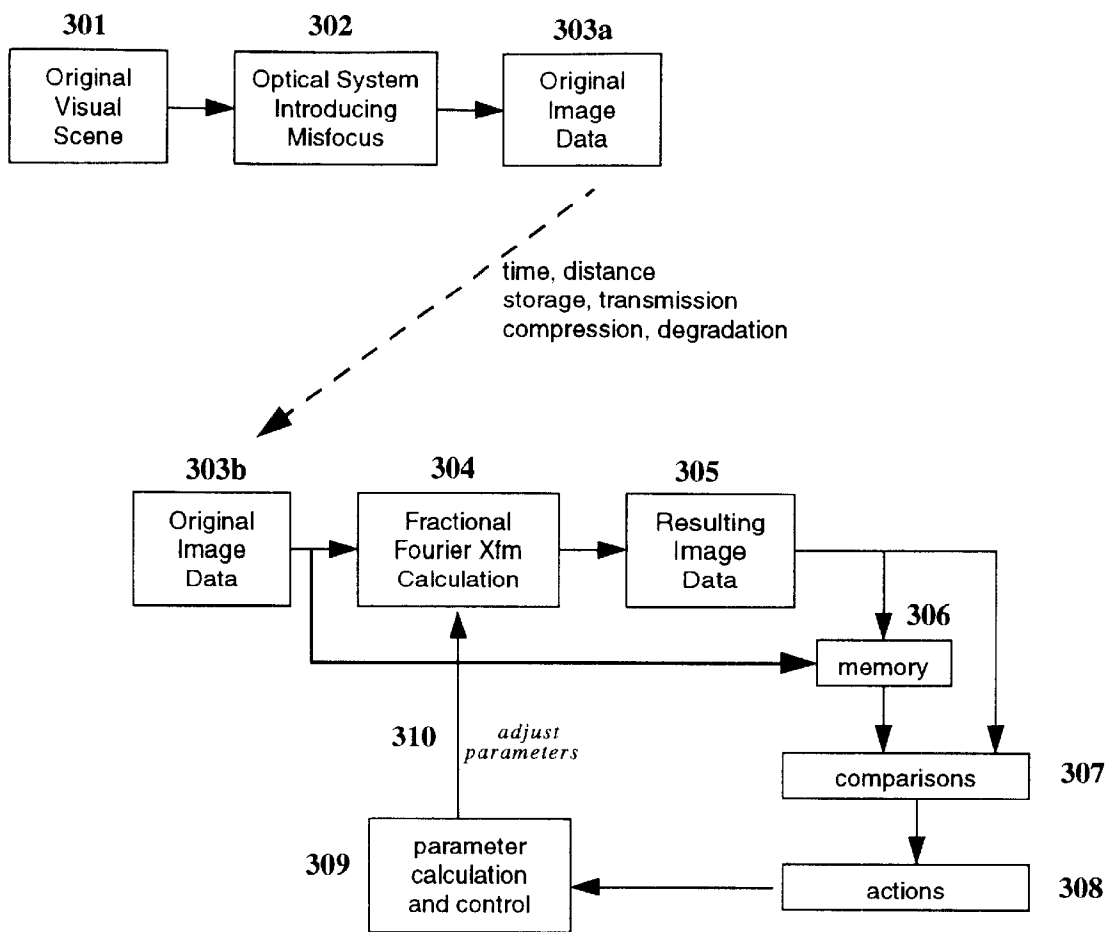 301
302
303a
Original
Visual
Scene
Optical System
Introducing
Misfocus
Original
Image
Data
time, distance
storage, transmission
compression, degradation
303b
304
305
Original
Image
Data
Fractional
Fourier Xfm
Calculation
Resulting
Image
Data
306
memory
310
adjust
parameters
comparisons
307
309
parameter
calculation
and control
actions
308